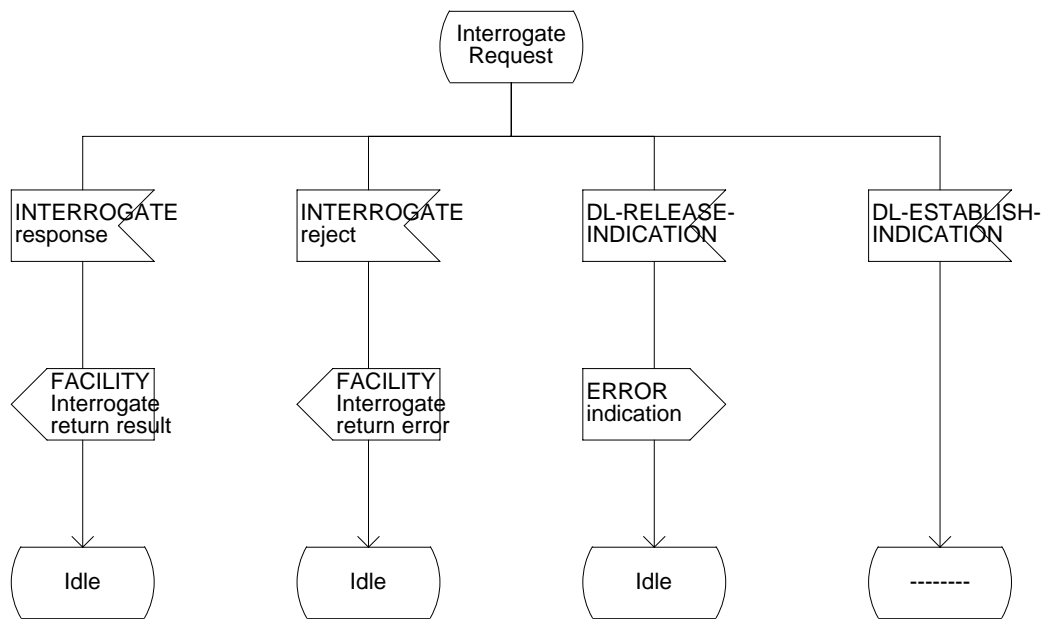 Interrogate
Request
INTERROGATE
response
INTERROGATE
reject
DL-RELEASE-
INDICATION
DL-ESTABLISH-
INDICATION
FACILITY
Interrogate
return result
FACILITY
Interrogate
return error
ERROR
indication
Idle
Idle
Idle
--------